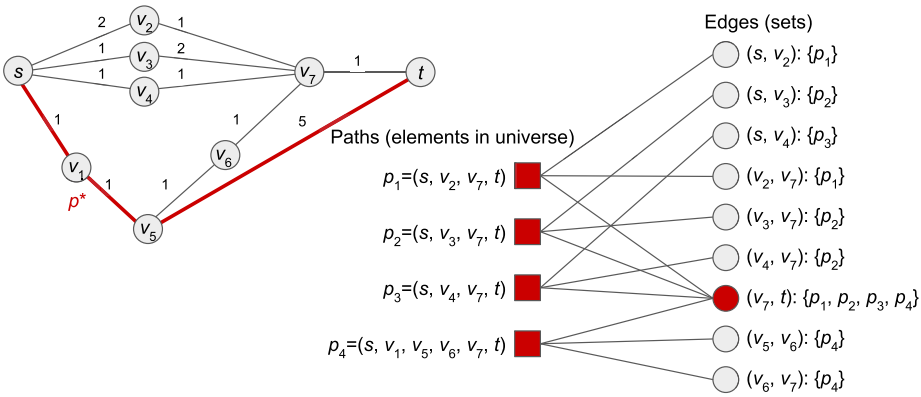 s
2
v2
1
1
v3
2
1
v4
1
v7
1
t
1
v1
1
p*
v5
1
v6
1
5
Paths (elements in universe)
p1=(s, v2, v7, t)
p2=(s, v3, v7, t)
p3=(s, v4, v7, t)
p4=(s, v1, v5, v6, v7, t)
Edges (sets)
(s, v2): {p1}
(s, v3): {p2}
(s, v4): {p3}
(v2, v7): {p1}
(v3, v7): {p2}
(v4, v7): {p2}
(v7, t): {p1, p2, p3, p4}
(v5, v6): {p4}
(v6, v7): {p4}